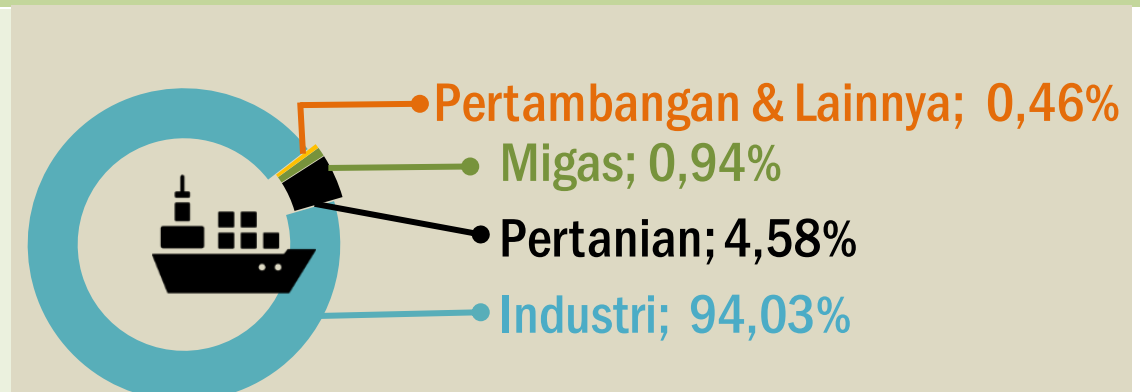 Pertambangan & Lainnya; 0,46%
Migas; 0,94%
Pertanian; 4,58%
Industri; 94,03%